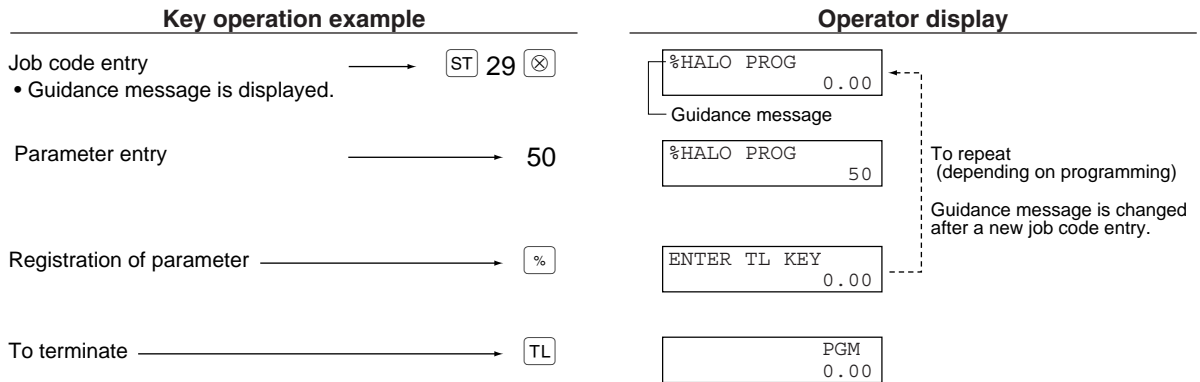 Key operation example
Operator display
Job code entry ST 29 ⊗
• Guidance message is displayed.
%HALO PROG
0.00
Guidance message
Parameter entry 50
%HALO PROG
50
To repeat
(depending on programming)
Guidance message is changed
after a new job code entry.
Registration of parameter %
ENTER TL KEY
0.00
To terminate TL
PGM
0.00